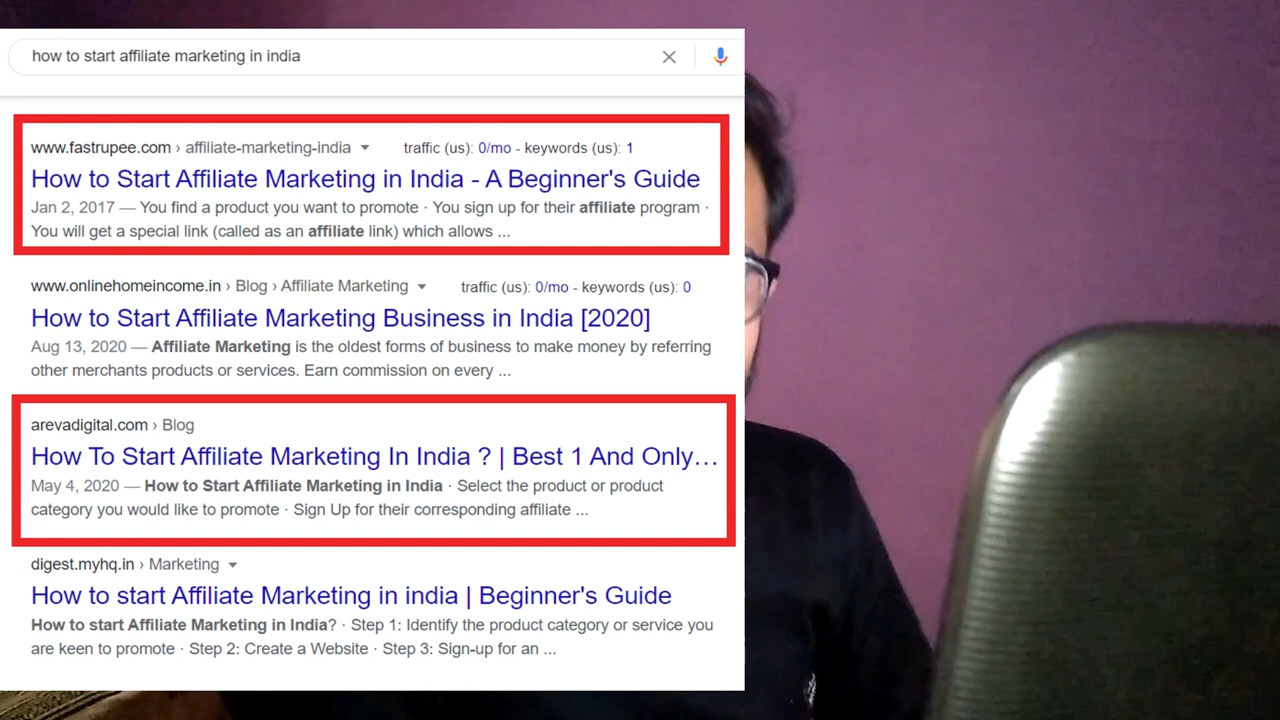 how to start affiliate marketing in india
www.fastrupee.com › affiliate-marketing-india traffic (us): 0/mo - keywords (us): 1
How to Start Affiliate Marketing in India - A Beginner's Guide
Jan 2, 2017 — You find a product you want to promote · You sign up for their affiliate program ·
You will get a special link (called as an affiliate link) which allows ...
www.onlinehomeincome.in › Blog › Affiliate Marketing traffic (us): 0/mo - keywords (us): 0
How to Start Affiliate Marketing Business in India [2020]
Aug 13, 2020 — Affiliate Marketing is the oldest forms of business to make money by referring
other merchants products or services. Earn commission on every ...
arevadigital.com › Blog
How To Start Affiliate Marketing In India ? | Best 1 And Only…
May 4, 2020 — How to Start Affiliate Marketing in India · Select the product or product
category you would like to promote · Sign Up for their corresponding affiliate ...
digest.myhq.in › Marketing
How to start Affiliate Marketing in india | Beginner's Guide
How to start Affiliate Marketing in India? · Step 1: Identify the product category or service you
are keen to promote · Step 2: Create a Website · Step 3: Sign-up for an ...